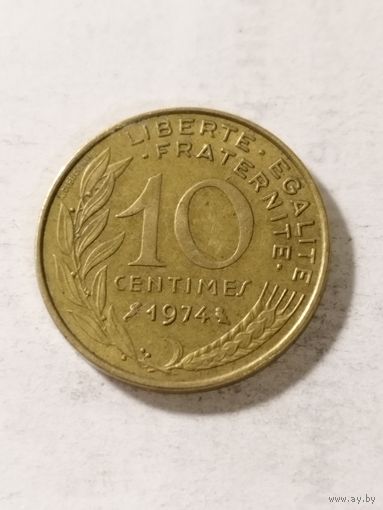 LIBERTE · EGALITE
· FRATERNITE ·
10
CENTIMES
1974
www.ay.by